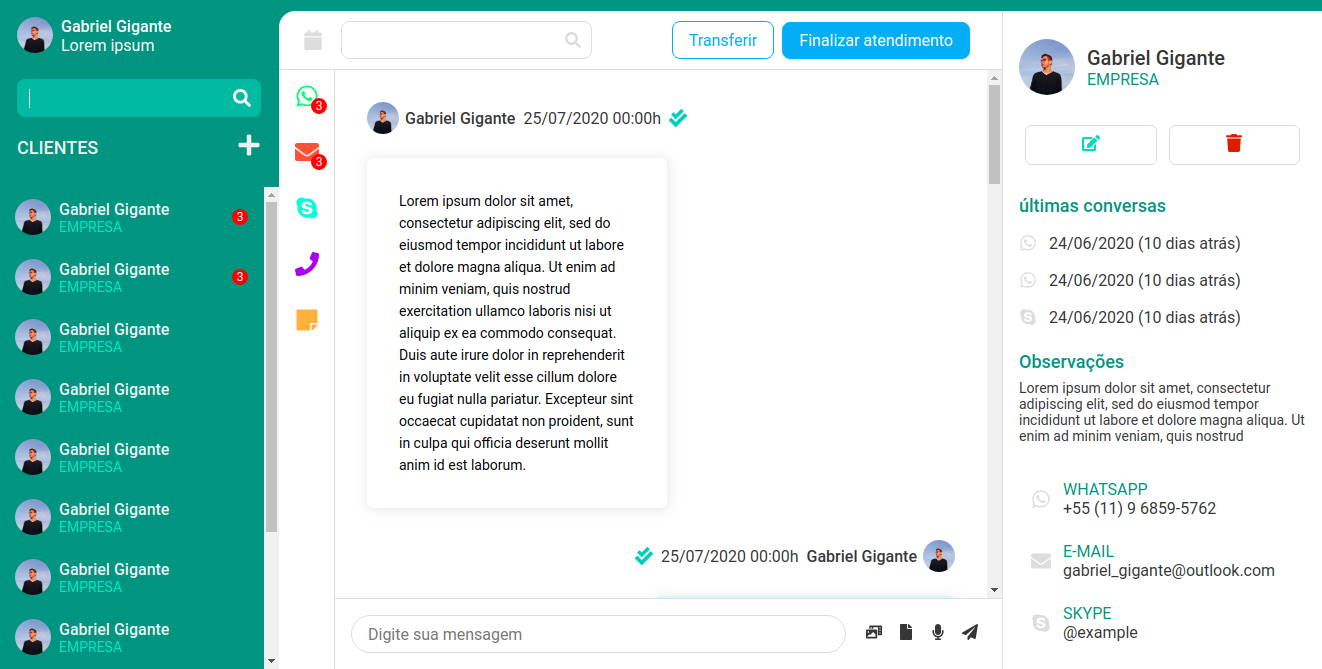 Gabriel Gigante
Lorem ipsum
CLIENTES
Gabriel Gigante
EMPRESA
3
Gabriel Gigante
EMPRESA
3
Gabriel Gigante
EMPRESA
Gabriel Gigante
EMPRESA
Gabriel Gigante
EMPRESA
Gabriel Gigante
EMPRESA
Gabriel Gigante
EMPRESA
Gabriel Gigante
EMPRESA
3
3
Transferir
Finalizar atendimento
Gabriel Gigante 25/07/2020 00:00h
Lorem ipsum dolor sit amet,
consectetur adipiscing elit, sed do
eiusmod tempor incididunt ut labore
et dolore magna aliqua. Ut enim ad
minim veniam, quis nostrud
exercitation ullamco laboris nisi ut
aliquip ex ea commodo consequat.
Duis aute irure dolor in reprehenderit
in voluptate velit esse cillum dolore
eu fugiat nulla pariatur. Excepteur sint
occaecat cupidatat non proident, sunt
in culpa qui officia deserunt mollit
anim id est laborum.
25/07/2020 00:00h Gabriel Gigante
Digite sua mensagem
Gabriel Gigante
EMPRESA
últimas conversas
24/06/2020 (10 dias atrás)
24/06/2020 (10 dias atrás)
24/06/2020 (10 dias atrás)
Observações
Lorem ipsum dolor sit amet, consectetur
adipiscing elit, sed do eiusmod tempor
incididunt ut labore et dolore magna aliqua. Ut
enim ad minim veniam, quis nostrud
WHATSAPP
+55 (11) 9 6859-5762
E-MAIL
gabriel_gigante@outlook.com
SKYPE
@example